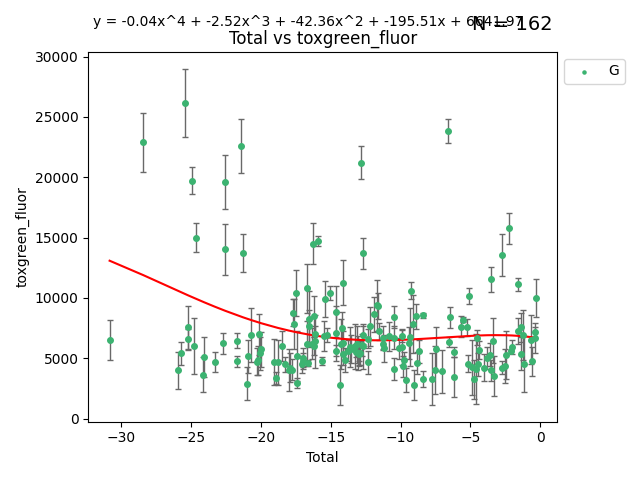 y = -0.04x^4 + -2.52x^3 + -42.36x^2 + -195.51x + 6641.97
N = 162
Total vs toxgreen_fluor
G
30000
25000
20000
15000
10000
5000
0
toxgreen_fluor
−30 −25 −20 −15 −10 −5 0
Total